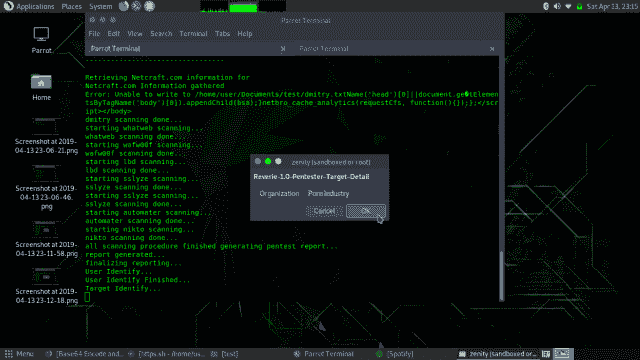 Applications Places System
Sat Apr 13, 23:15
Parrot Terminal
File Edit View Search Terminal Tabs Help
Parrot Terminal
Parrot Terminal
Parrot
Home
Screenshot at 2019-
04-13 23-06-21.png
Screenshot at 2019-
04-13 23-06-46.
png
Screenshot at 2019-
04-13 23-11-58.
png
Screenshot at 2019-
04-13 23-12-18.png
Retrieving Netcraft.com information for
Netcraft.com Information gathered
Error: Unable to write to /home/user/Documents/test/dmitry.txtName('head')[0]||document.ge�tElemen
tsByTagName('body')[0]).appendChild(bsa);}nethro_cache_analytics(requestCfs, function(){});;</scr
ipt></body>
dmitry scanning done...
starting whatweb scanning...
whatweb scanning done...
starting wafw00f scanning...
wafw00f scanning done...
starting lbd scanning...
lbd scanning done...
starting sslyze scanning...
sslyze scanning done...
starting sslyze scanning...
sslyze scanning done...
starting automater scanning...
automater scanning done...
starting nikto scanning...
nikto scanning done...
all scanning procedure finished generating pentest report...
report generated...
finalizing reporting...
User Identify...
User Identify Finished...
Target Identify...
zenity (sandboxed or root)
Reverie-1.0-Pentester-Target-Detail
Organization Porn Industry
Cancel Ok
Menu [Base64 Encode and... [https.sh - /home/us... [test] Parrot Terminal [Spotify] zenity (sandboxed or...